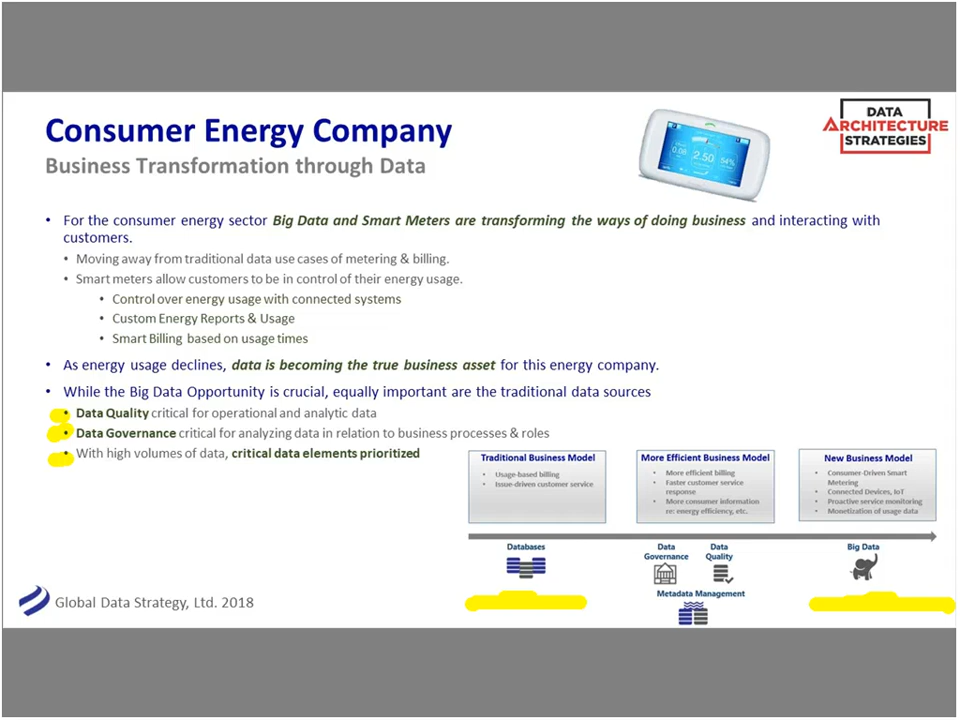 Consumer Energy Company
Business Transformation through Data
DATA
ARCHITECTURE
STRATEGIES
0.08
2.50
54%
• For the consumer energy sector Big Data and Smart Meters are transforming the ways of doing business and interacting with
customers.
• Moving away from traditional data use cases of metering & billing.
• Smart meters allow customers to be in control of their energy usage.
• Control over energy usage with connected systems
• Custom Energy Reports & Usage
• Smart Billing based on usage times
• As energy usage declines, data is becoming the true business asset for this energy company.
• While the Big Data Opportunity is crucial, equally important are the traditional data sources
• Data Quality critical for operational and analytic data
• Data Governance critical for analyzing data in relation to business processes & roles
• With high volumes of data, critical data elements prioritized
Traditional Business Model
• Usage-based billing
• Issue-driven customer service
More Efficient Business Model
• More efficient billing
• Faster customer service
response
• More consumer information
re: energy efficiency, etc.
New Business Model
• Consumer-Driven Smart
Metering
• Connected Devices, IoT
• Proactive service monitoring
• Monetization of usage data
Databases
Data
Governance
Data
Quality
Metadata Management
Big Data
Global Data Strategy, Ltd. 2018